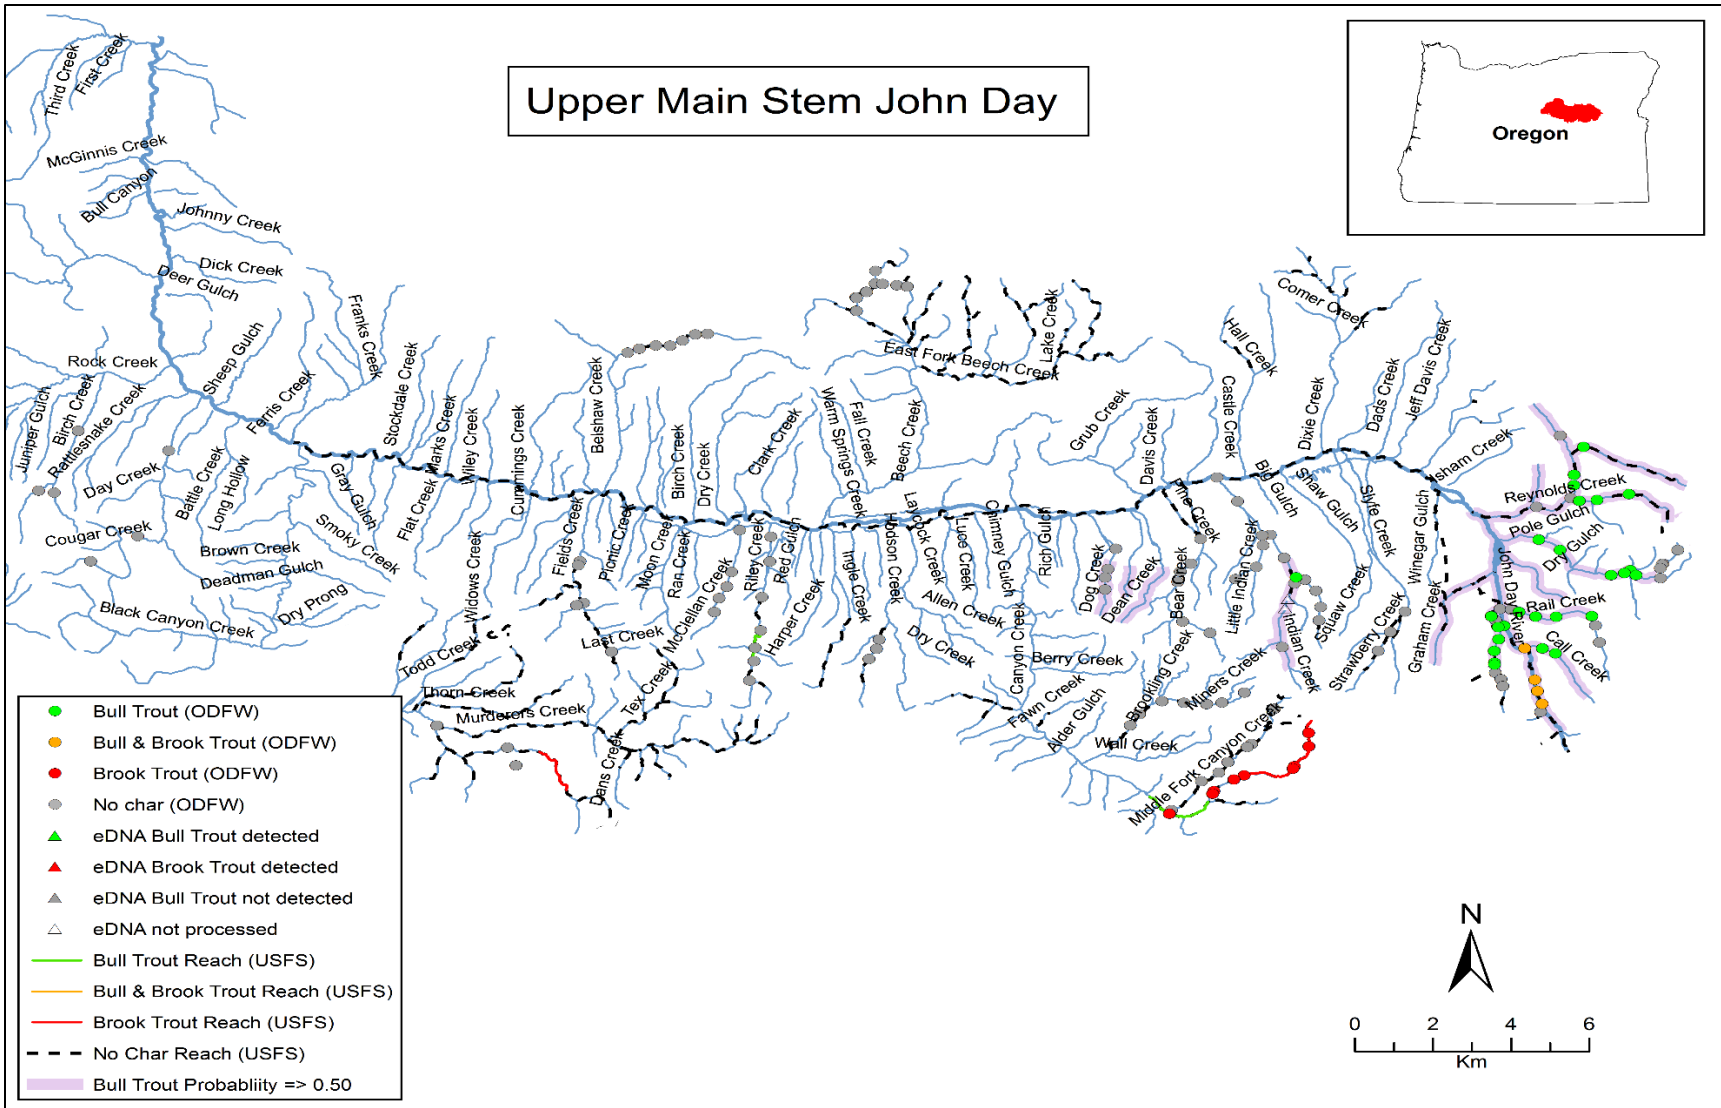 Upper Main Stem John Day
Oregon
Third Creek
First Creek
McGinnis Creek
Bull Canyon
Johnny Creek
Dick Creek
Deer Gulch
Franks Creek
Rock Creek
Sheep Gulch
Juniper Gulch
Birch Creek
Rattlesnake Creek
Ferris Creek
Stockdale Creek
Marks Creek
Willey Creek
Cummings Creek
Belshaw Creek
Birch Creek
Dry Creek
Clark Creek
Warm Springs Creek
Fall Creek
Beech Creek
East Fork Beech Creek
Lake Creek
Grub Creek
Davis Creek
Castle Creek
Hall Creek
Comer Creek
Dixie Creek
Dads Creek
Jeff Davis Creek
Isham Creek
Day Creek
Battle Creek
Long Hollow
Gray Gulch
Flat Creek
Smoky Creek
Cougar Creek
Brown Creek
Deadman Gulch
Dry Prong
Black Canyon Creek
Widows Creek
Fields Creek
Picnic Creek
Moon Creek
Ran Creek
McClellan Creek
Riley Creek
Red Gulch
Harper Creek
Ingle Creek
Hudson Creek
Laycock Creek
Luce Creek
Chimney Gulch
Rich Gulch
Dog Creek
Dean Creek
Pine Creek
Bear Creek
Little Indian Creek
Big Gulch
Shaw Gulch
Slyfe Creek
Winegar Gulch
Reynolds Creek
Pole Gulch
Dry Gulch
John Day River
Rail Creek
Call Creek
Graham Creek
Strawberry Creek
Squaw Creek
Indian Creek
Todd Creek
Last Creek
Thorn Creek
Murderers Creek
Tex Creek
Dans Creek
Allen Creek
Dry Creek
Canyon Creek
Berry Creek
Fawn Creek
Alder Gulch
Brookling Creek
Miners Creek
Wall Creek
Middle Fork Canyon Creek
Bull Trout (ODFW)
Bull & Brook Trout (ODFW)
Brook Trout (ODFW)
No char (ODFW)
eDNA Bull Trout detected
eDNA Brook Trout detected
eDNA Bull Trout not detected
eDNA not processed
Bull Trout Reach (USFS)
Bull & Brook Trout Reach (USFS)
Brook Trout Reach (USFS)
No Char Reach (USFS)
Bull Trout Probabliity => 0.50
N
0 2 4 6
Km